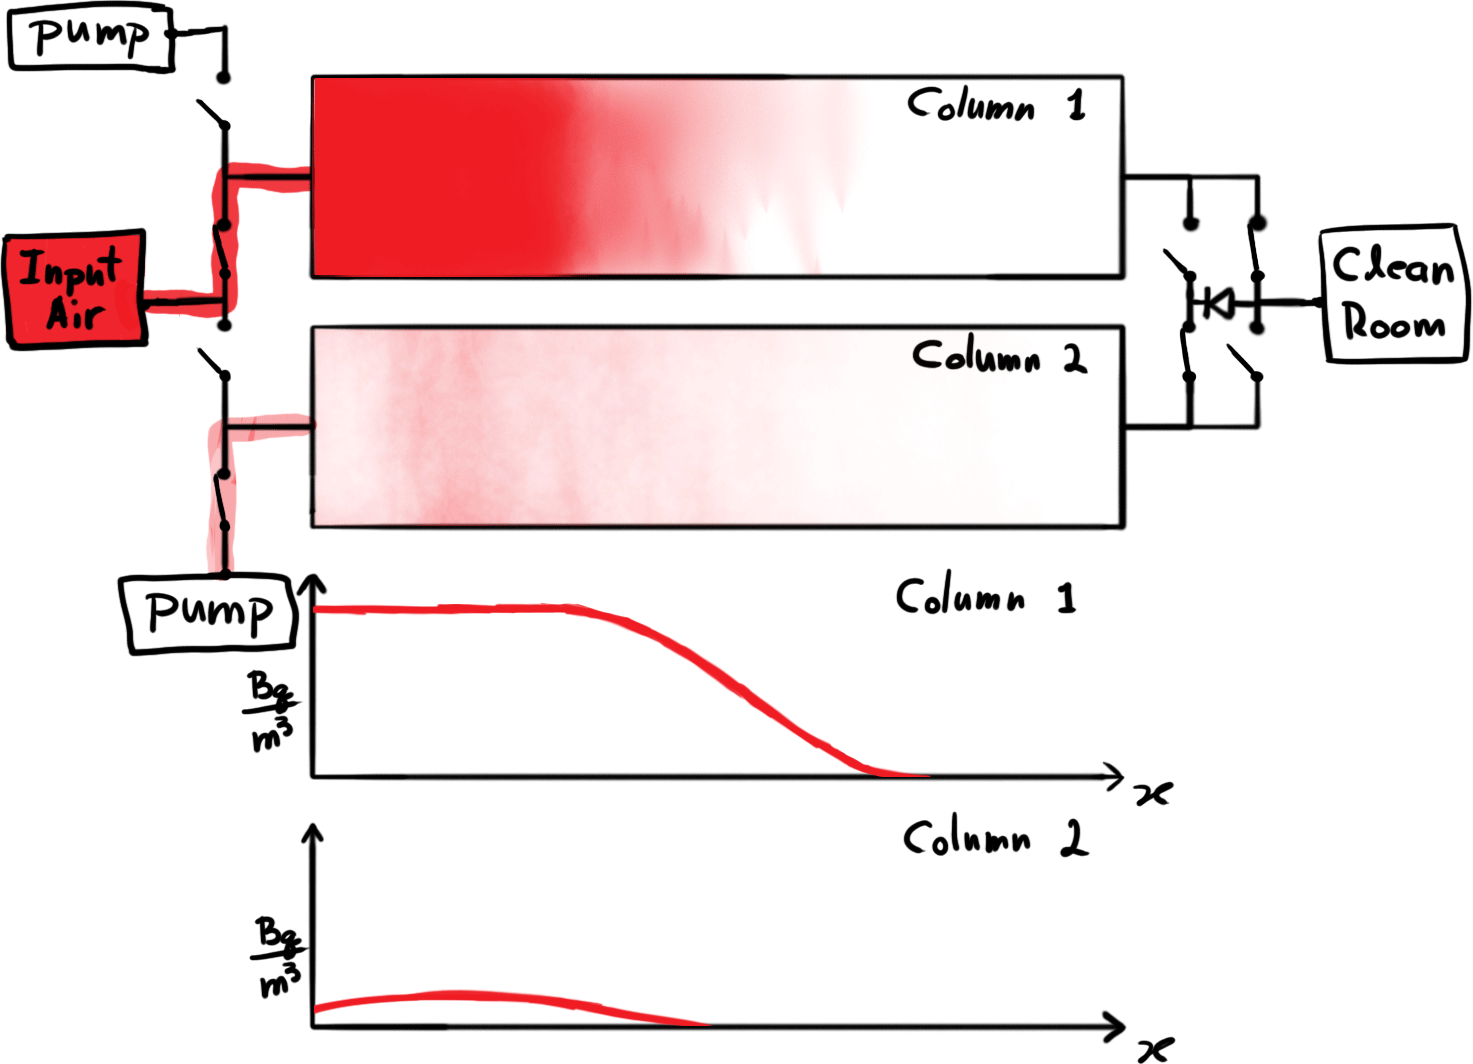 Pump
Column 1
Input
Air
Clean
Room
Column 2
Pump
Column 1
Bq
m³
x
Column 2
Bq
m³
x